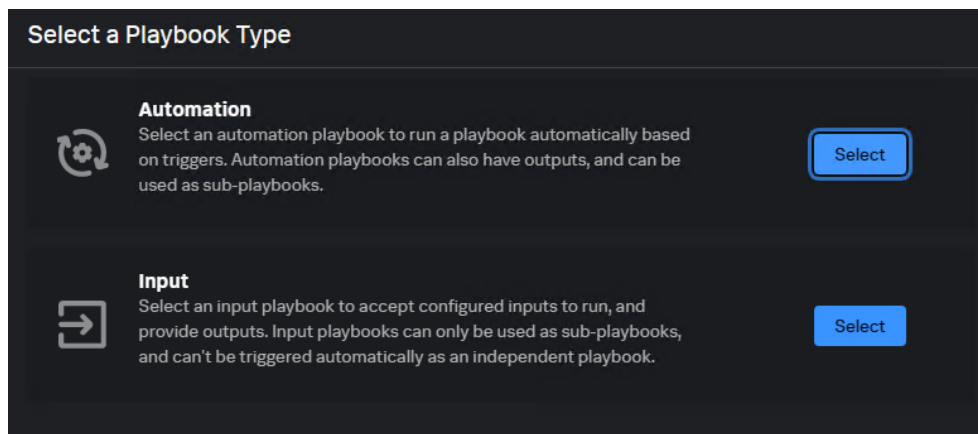 Select a Playbook Type
Automation
Select an automation playbook to run a playbook automatically based
on triggers. Automation playbooks can also have outputs, and can be
used as sub-playbooks.
Select
Input
Select an input playbook to accept configured inputs to run, and
provide outputs. Input playbooks can only be used as sub-playbooks,
and can't be triggered automatically as an independent playbook.
Select